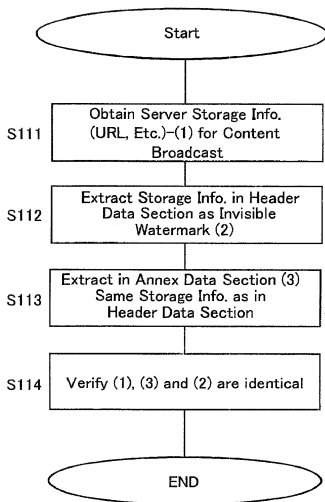 Start
S111
Obtain Server Storage Info.
(URL, Etc.)-(1) for Content
Broadcast
S112
Extract Storage Info. in Header
Data Section as Invisible
Watermark (2)
S113
Extract in Annex Data Section (3)
Same Storage Info. as in
Header Data Section
S114
Verify (1), (3) and (2) are identical
END